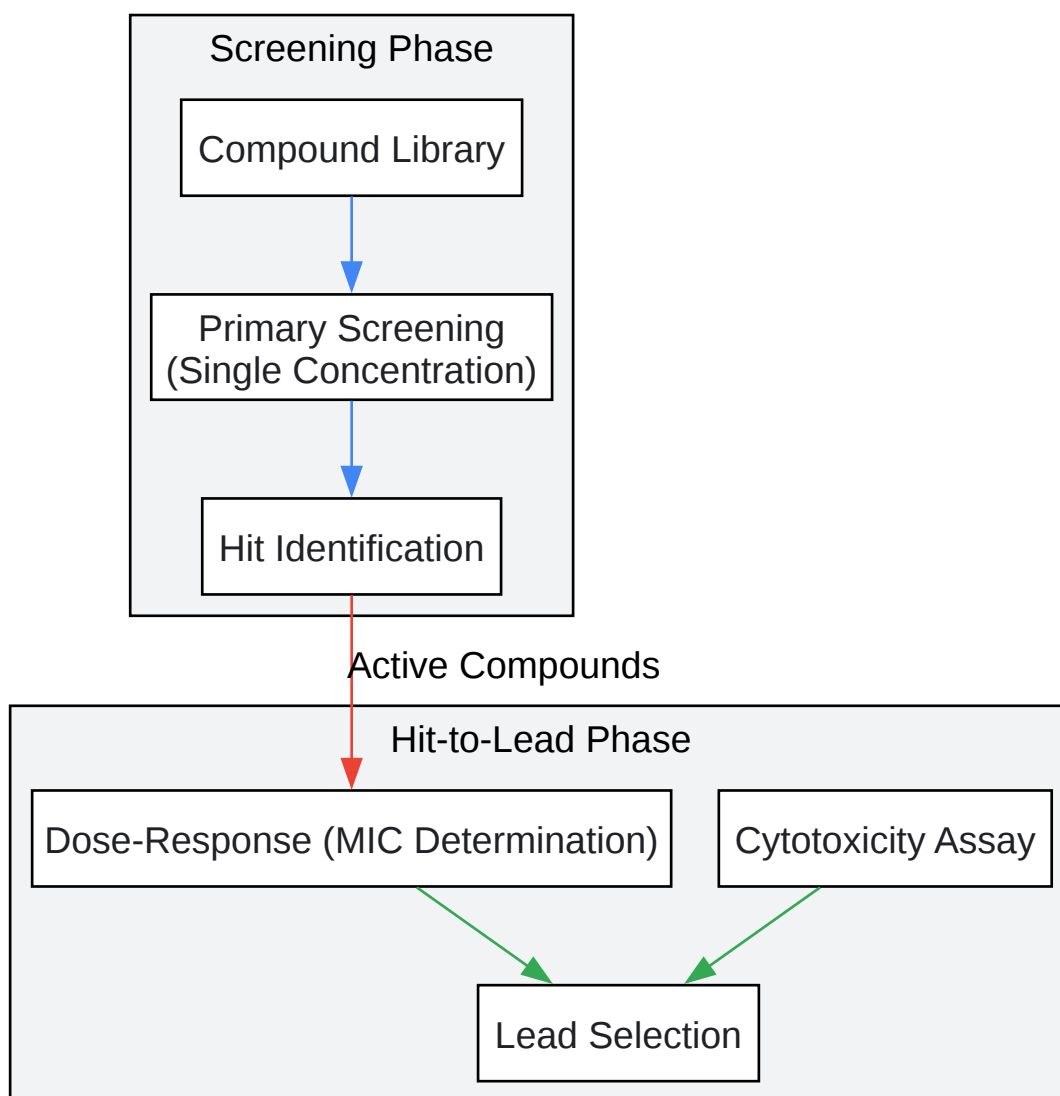 Screening Phase
Compound Library
Primary Screening
(Single Concentration)
Hit Identification
Active Compounds
Hit-to-Lead Phase
Dose-Response (MIC Determination)
Cytotoxicity Assay
Lead Selection